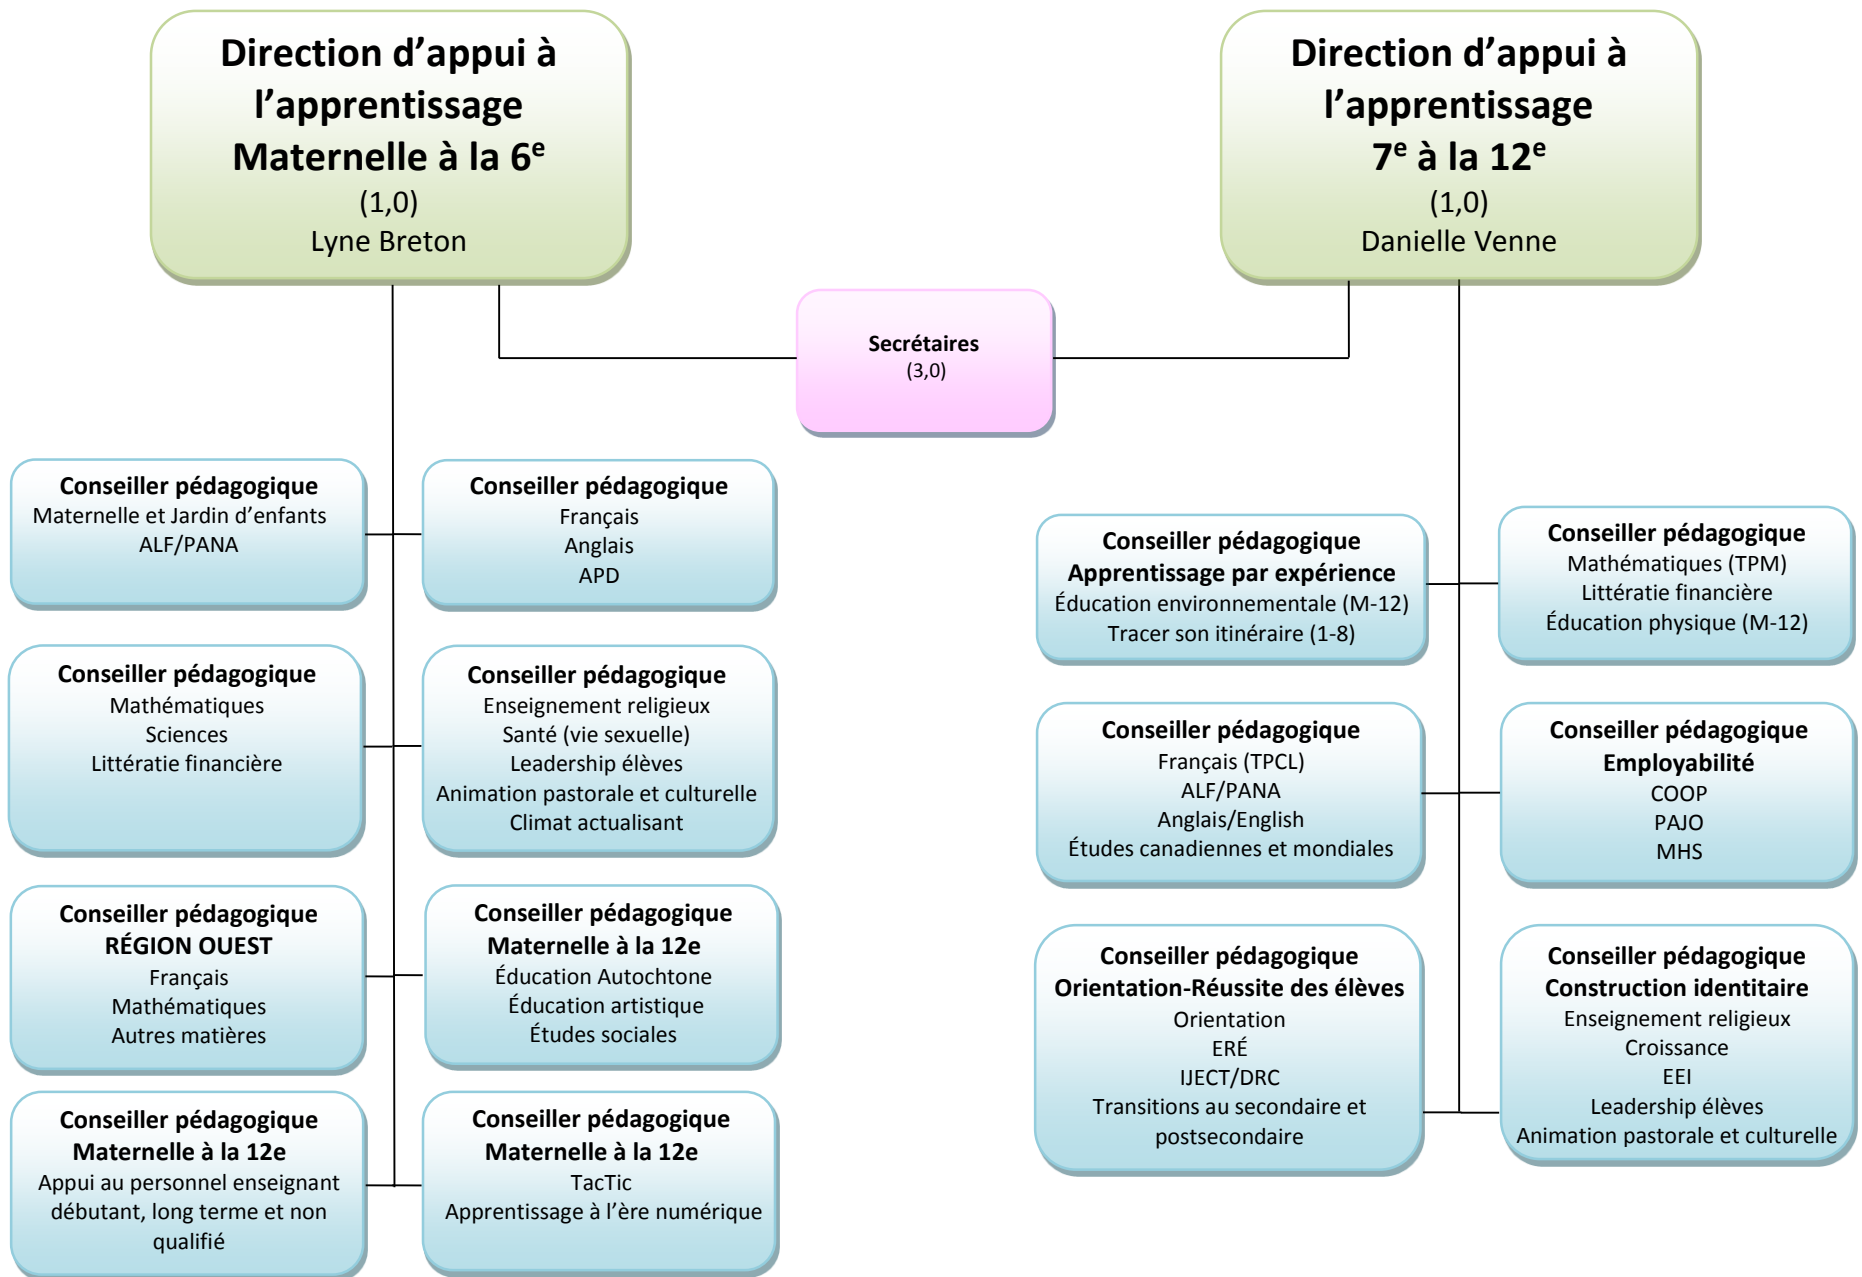 Direction d'appui à
l'apprentissage
Maternelle à la 6e
(1,0)
Lyne Breton
Direction d'appui à
l'apprentissage
7e à la 12e
(1,0)
Danielle Venne
Secrétaires
(3,0)
Conseiller pédagogique
Maternelle et Jardin d'enfants
ALF/PANA
Conseiller pédagogique
Français
Anglais
APD
Conseiller pédagogique
Mathématiques
Sciences
Littératie financière
Conseiller pédagogique
Enseignement religieux
Santé (vie sexuelle)
Leadership élèves
Animation pastorale et culturelle
Climat actualisant
Conseiller pédagogique
RÉGION OUEST
Français
Mathématiques
Autres matières
Conseiller pédagogique
Maternelle à la 12e
Éducation Autochtone
Éducation artistique
Études sociales
Conseiller pédagogique
Maternelle à la 12e
Appui au personnel enseignant
débutant, long terme et non
qualifié
Conseiller pédagogique
Maternelle à la 12e
TacTic
Apprentissage à l'ère numérique
Conseiller pédagogique
Apprentissage par expérience
Éducation environnementale (M-12)
Tracer son itinéraire (1-8)
Conseiller pédagogique
Mathématiques (TPM)
Littératie financière
Éducation physique (M-12)
Conseiller pédagogique
Français (TPCL)
ALF/PANA
Anglais/English
Études canadiennes et mondiales
Conseiller pédagogique
Employabilité
COOP
PAJO
MHS
Conseiller pédagogique
Orientation-Réussite des élèves
Orientation
ERÉ
IJECT/DRC
Transitions au secondaire et
postsecondaire
Conseiller pédagogique
Construction identitaire
Enseignement religieux
Croissance
EEI
Leadership élèves
Animation pastorale et culturelle